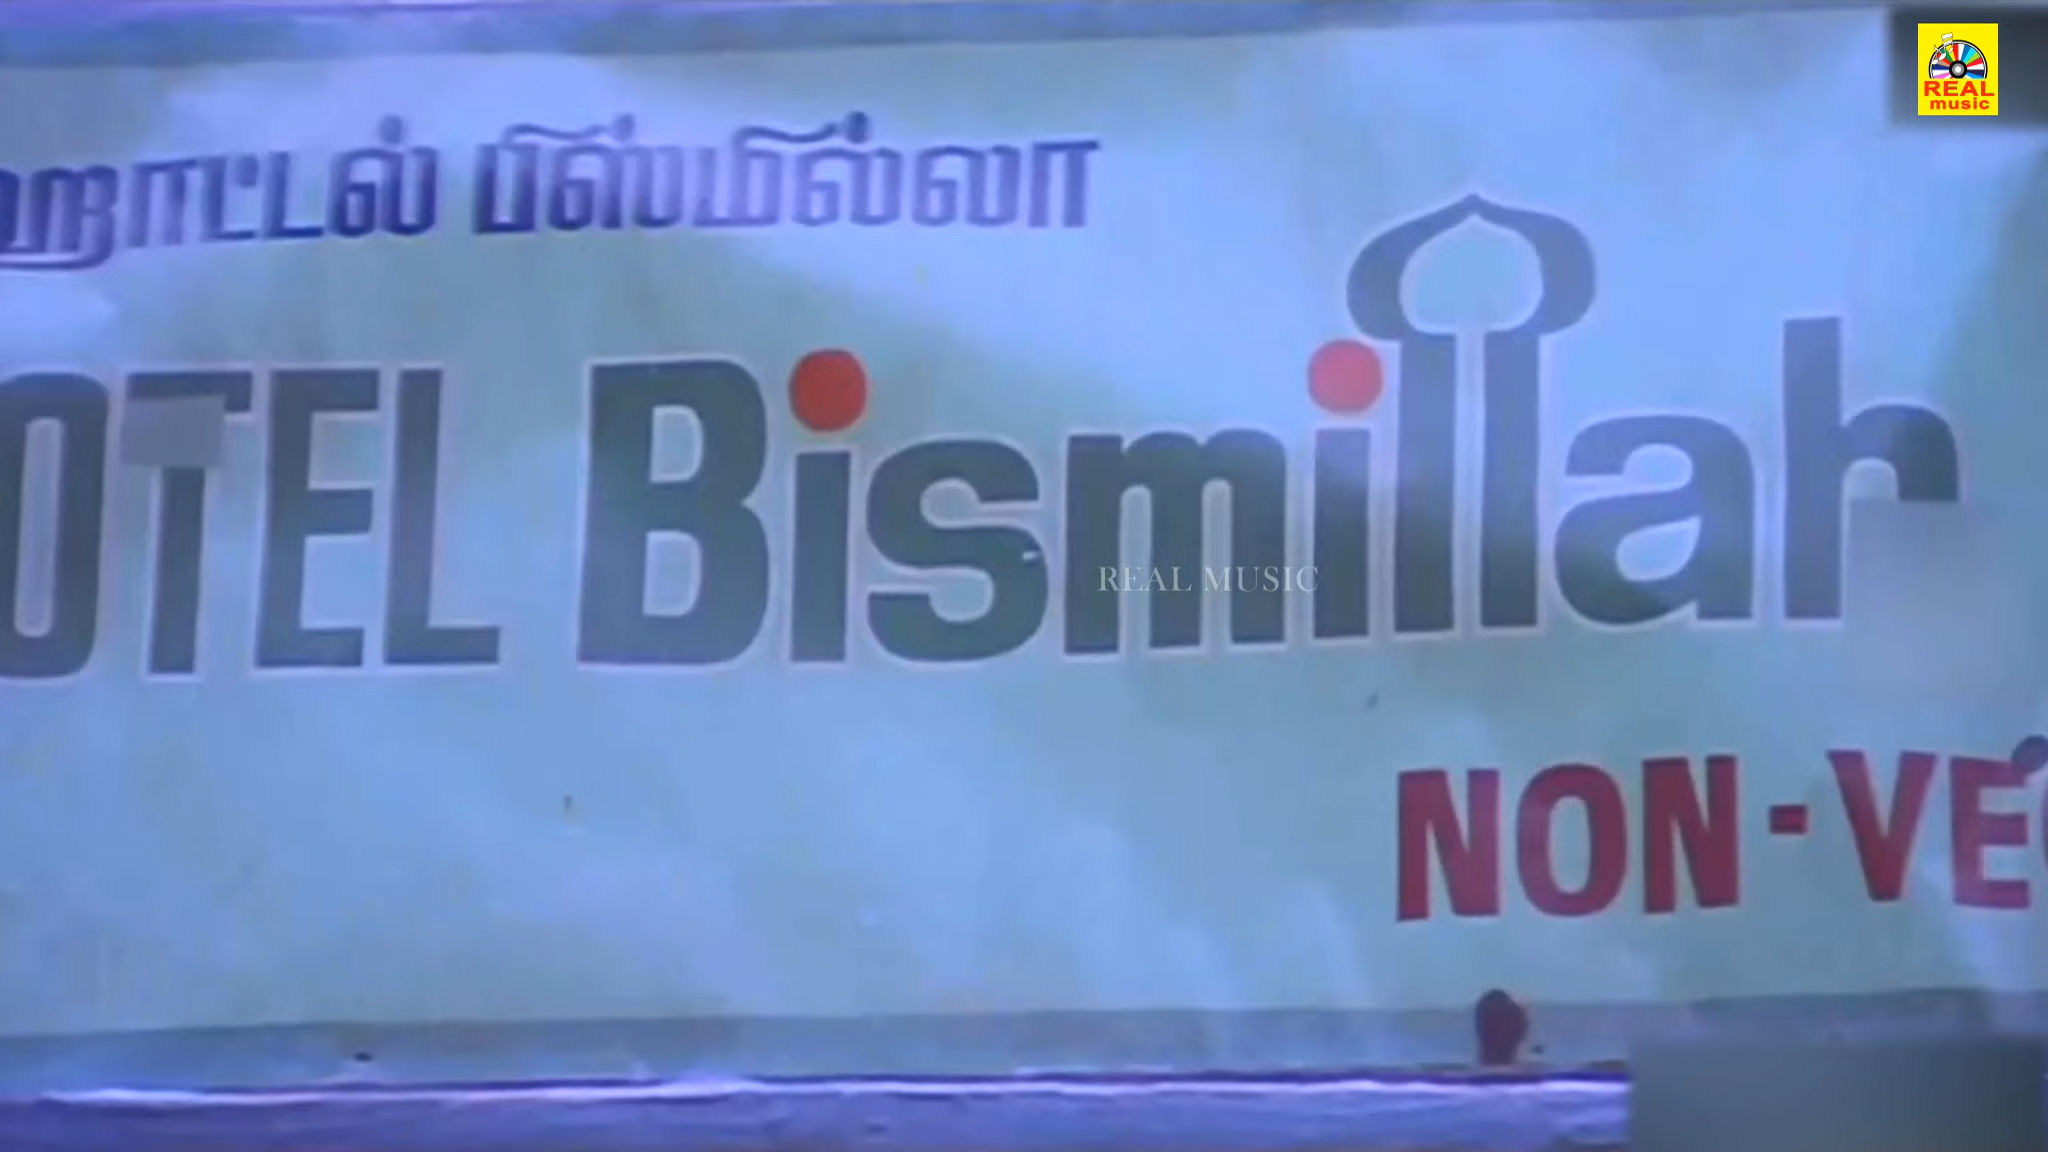 ஹாட்டல் பிஸ்மில்லா
OTEL Bismillah
NON-VE
REAL MUSIC
REAL
music